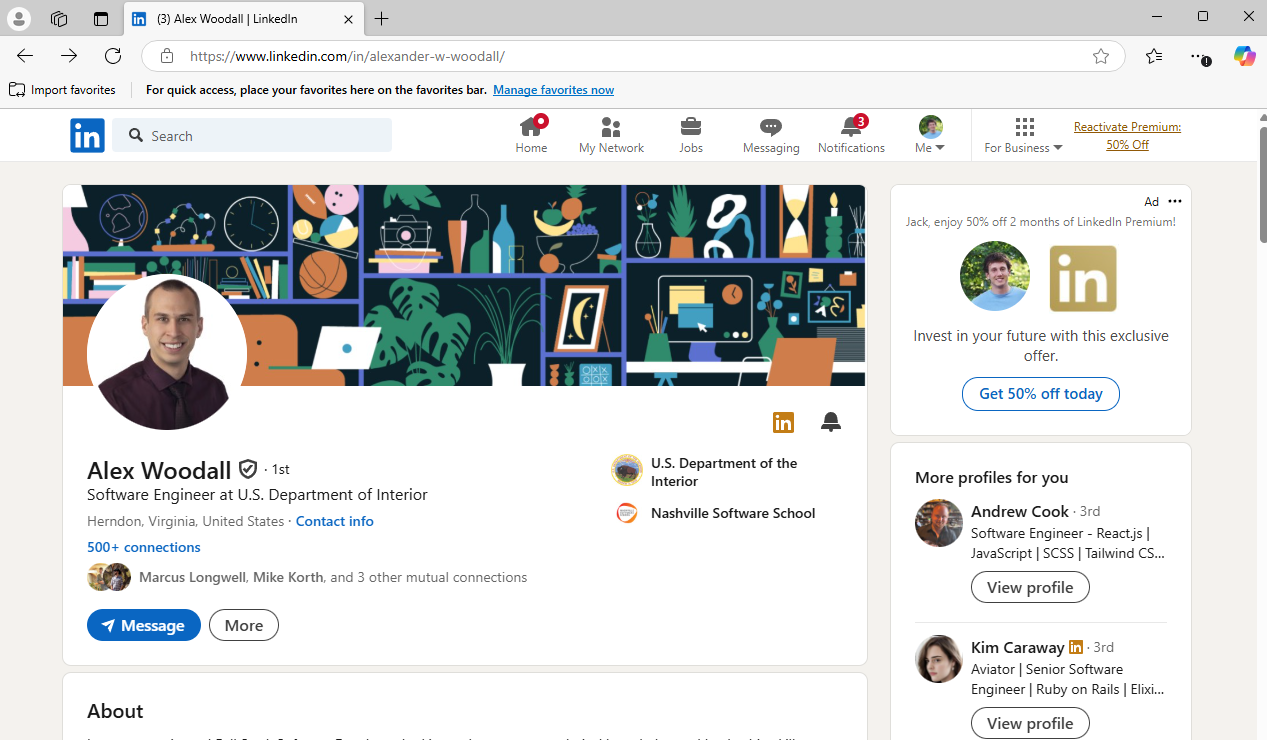 (3) Alex Woodall | LinkedIn
https://www.linkedin.com/in/alexander-w-woodall/
Import favorites
For quick access, place your favorites here on the favorites bar. Manage favorites now
in
Search
Home
My Network
Jobs
Messaging
3
Notifications
Me
For Business
Reactivate Premium:
50% Off
Ad
Jack, enjoy 50% off 2 months of LinkedIn Premium!
in
Invest in your future with this exclusive
offer.
Get 50% off today
in
Alex Woodall · 1st
Software Engineer at U.S. Department of Interior
Herndon, Virginia, United States · Contact info
500+ connections
Marcus Longwell, Mike Korth, and 3 other mutual connections
Message
More
U.S. Department of the
Interior
Nashville Software School
About
More profiles for you
Andrew Cook · 3rd
Software Engineer - React.js |
JavaScript | SCSS | Tailwind CS...
View profile
Kim Caraway in · 3rd
Aviator | Senior Software
Engineer | Ruby on Rails | Elixi...
View profile